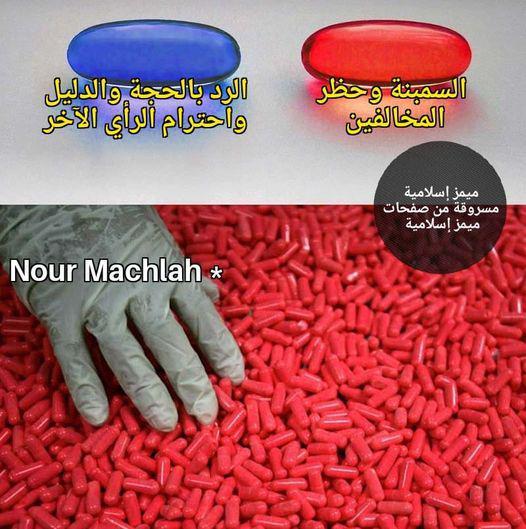 السمبنة وحظر
المخالفين
الرد بالحجة والدليل
واحترام الرأي الآخر
ميمز إسلامية
مسروقة من صفحات
ميمز إسلامية
Nour Machlah *